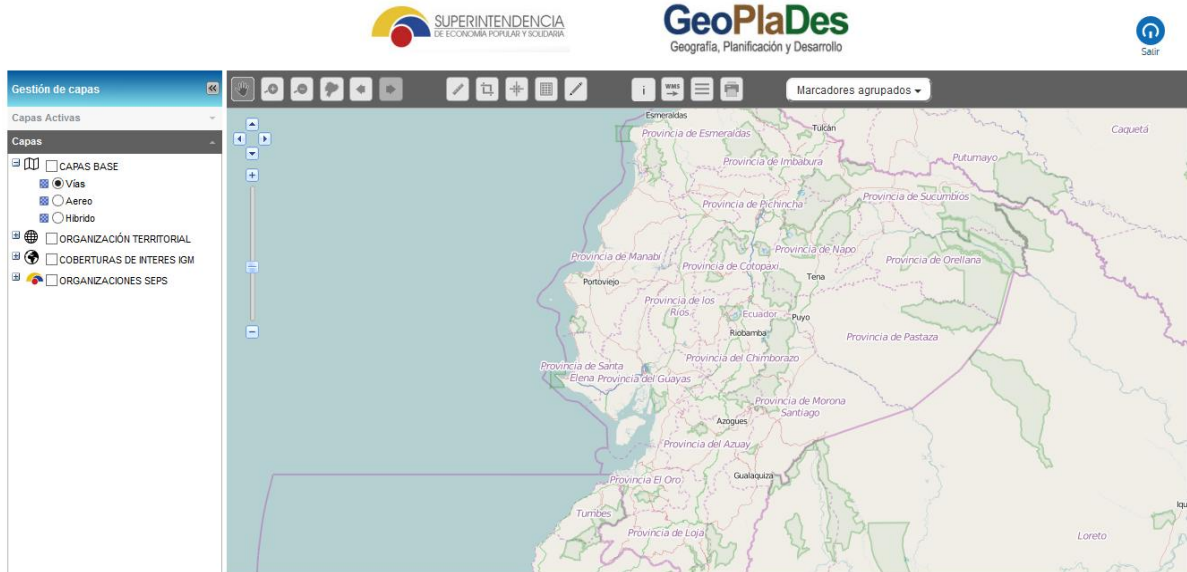 SUPERINTENDENCIA
DE ECONOMÍA POPULAR Y SOLIDARIA
GeoPlaDes
Geografía, Planificación y Desarrollo
Salir
Gestión de capas
Capas Activas
Capas
CAPAS BASE
Vías
Aereo
Hibrido
ORGANIZACIÓN TERRITORIAL
COBERTURAS DE INTERES IGM
ORGANIZACIONES SEPS
i
WMS
Marcadores agrupados
Esmeraldas
Provincia de Esmeraldas
Tulcán
Caquetá
Provincia de Imbabura
Putumayo
Provincia de Pichincha
Provincia de Sucumbios
Provincia de Manabí
Provincia de Napo
Provincia de Cotopaxi
Provincia de Orellana
Portoviejo
Tena
Provincia de los
Ríos
Ecuador
Puyo
Riobamba
Provincia de Pastaza
Provincia de Santa
Elena
Provincia del Chimborazo
Provincia del Guayas
Provincia de Morona
Santiago
Azogues
Provincia del Azuay
Provincia El Oro
Gualaquiza
Tumbes
Provincia de Loja
Loreto
Iqu